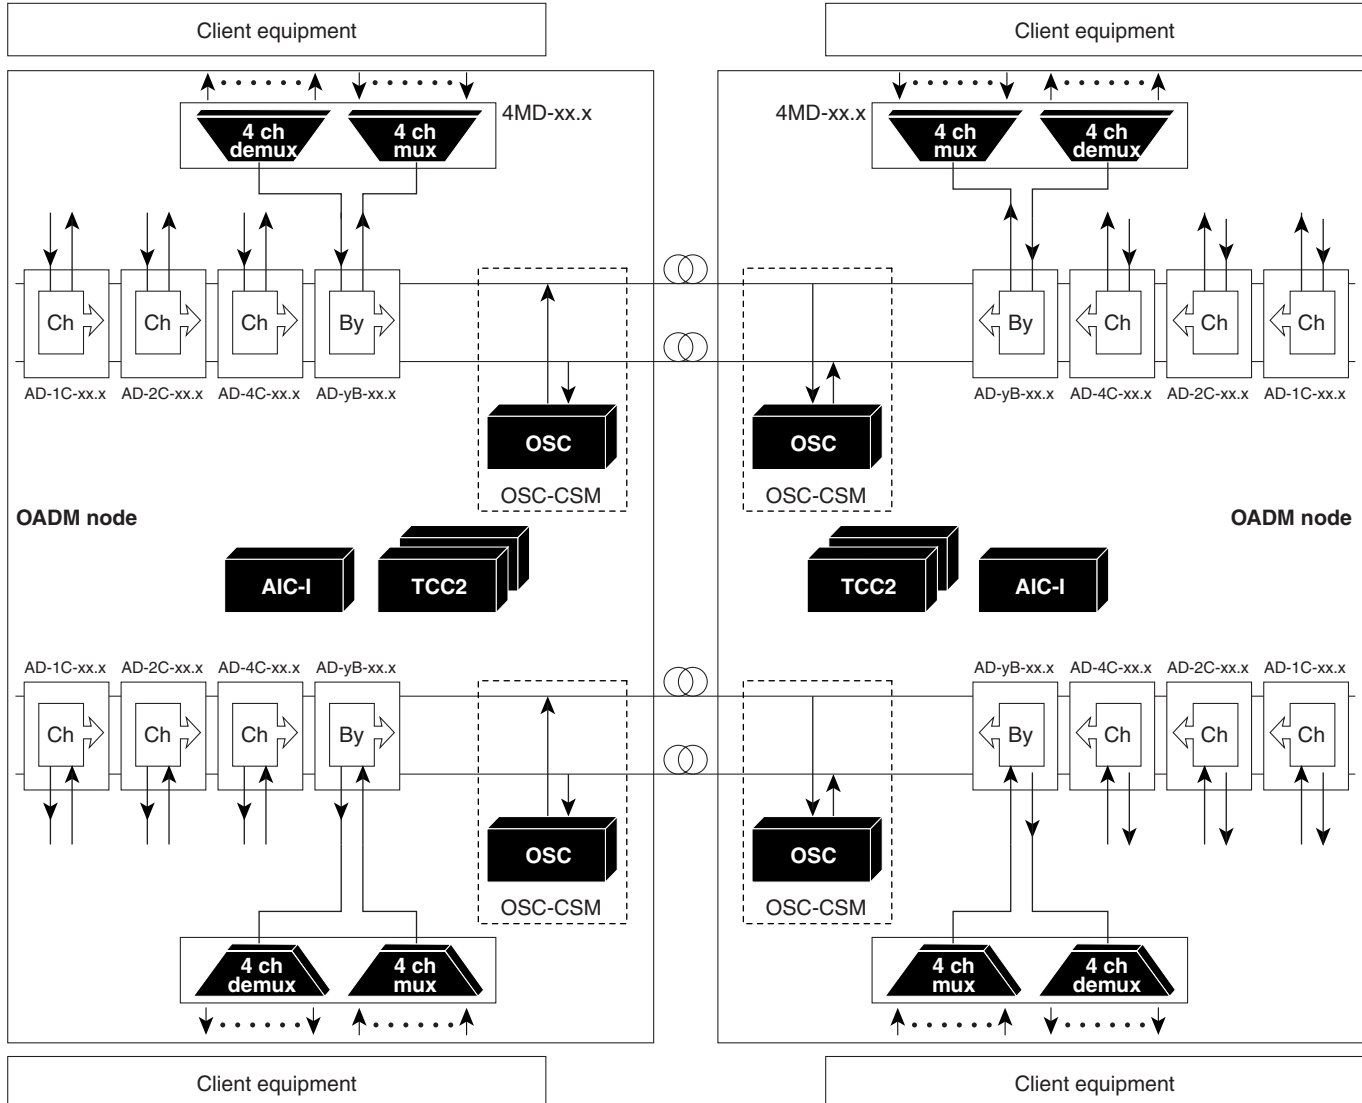 Client equipment
Client equipment
4 ch
demux
4 ch
mux
4MD-xx.x
4MD-xx.x
4 ch
mux
4 ch
demux
Ch
Ch
Ch
By
By
Ch
Ch
Ch
AD-1C-xx.x
AD-2C-xx.x
AD-4C-xx.x
AD-yB-xx.x
AD-yB-xx.x
AD-4C-xx.x
AD-2C-xx.x
AD-1C-xx.x
OSC
OSC
OSC-CSM
OSC-CSM
OADM node
OADM node
AIC-I
TCC2
TCC2
AIC-I
AD-1C-xx.x
AD-2C-xx.x
AD-4C-xx.x
AD-yB-xx.x
AD-yB-xx.x
AD-4C-xx.x
AD-2C-xx.x
AD-1C-xx.x
Ch
Ch
Ch
By
By
Ch
Ch
Ch
OSC
OSC
OSC-CSM
OSC-CSM
4 ch
demux
4 ch
mux
4 ch
mux
4 ch
demux
Client equipment
Client equipment